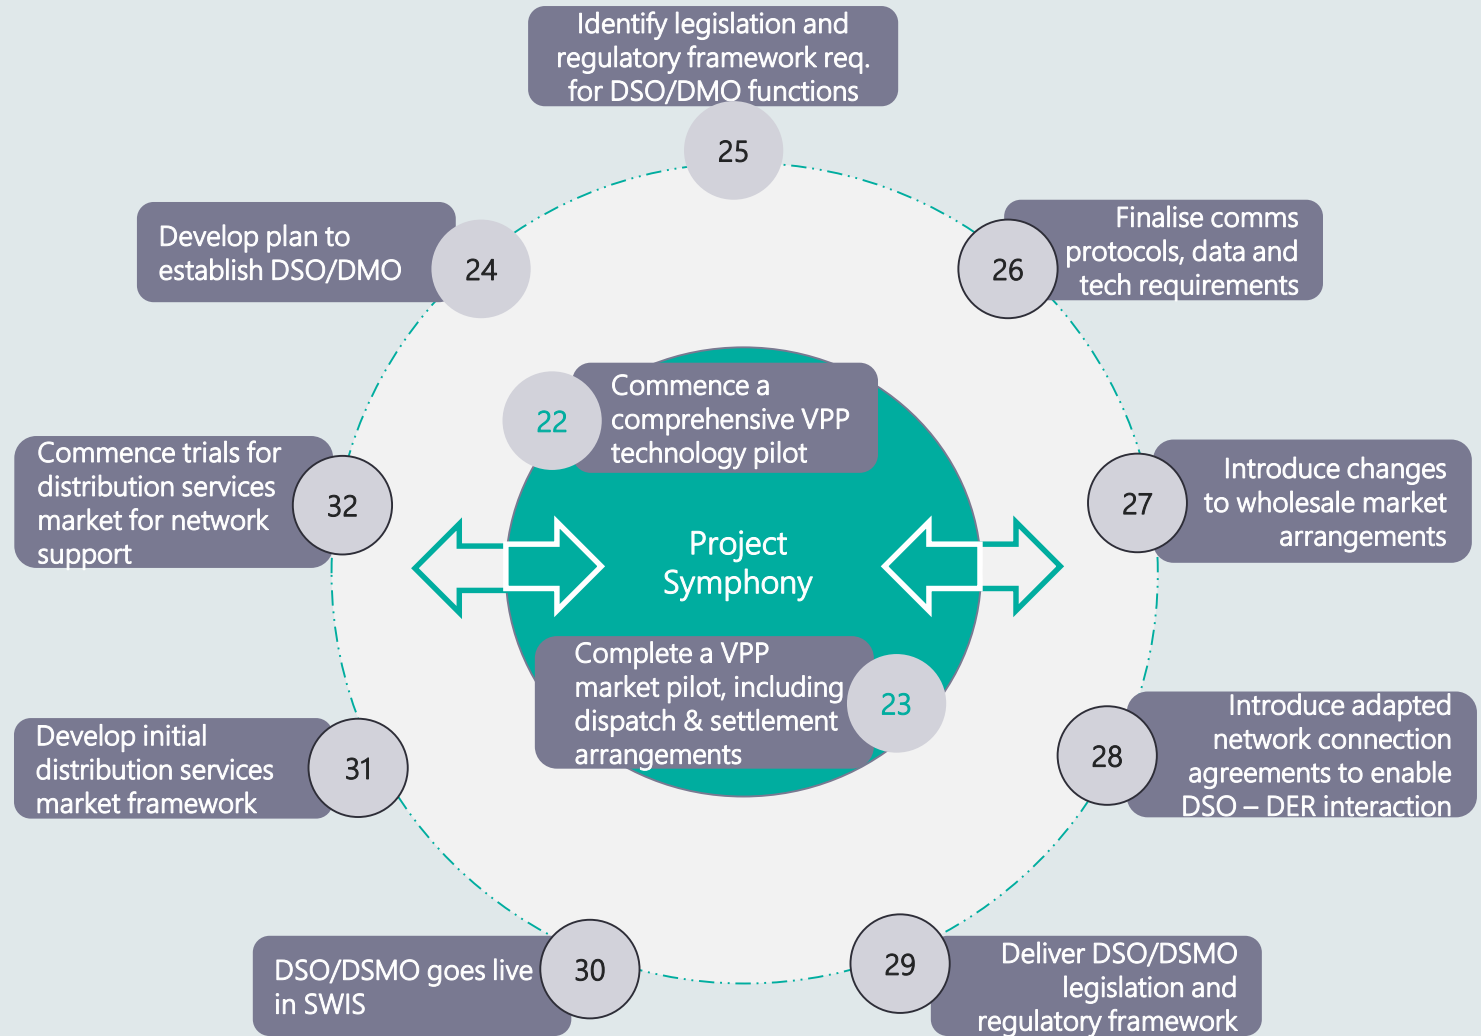 Identify legislation and
regulatory framework req.
for DSO/DMO functions
25
Develop plan to
establish DSO/DMO
24
Finalise comms
protocols, data and
tech requirements
26
22
Commence a
comprehensive VPP
technology pilot
Commence trials for
distribution services
market for network
support
32
Introduce changes
to wholesale market
arrangements
27
Project
Symphony
Complete a VPP
market pilot, including
dispatch & settlement
arrangements
23
Develop initial
distribution services
market framework
31
Introduce adapted
network connection
agreements to enable
DSO – DER interaction
28
DSO/DSMO goes live
in SWIS
30
Deliver DSO/DSMO
legislation and
regulatory framework
29